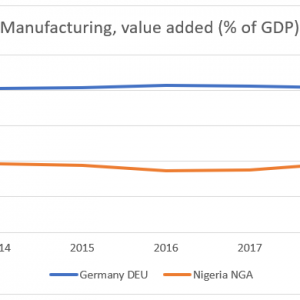 Manufacturing, value added (% of GDP)
14 2015 2016 2017
Germany DEU Nigeria NGA